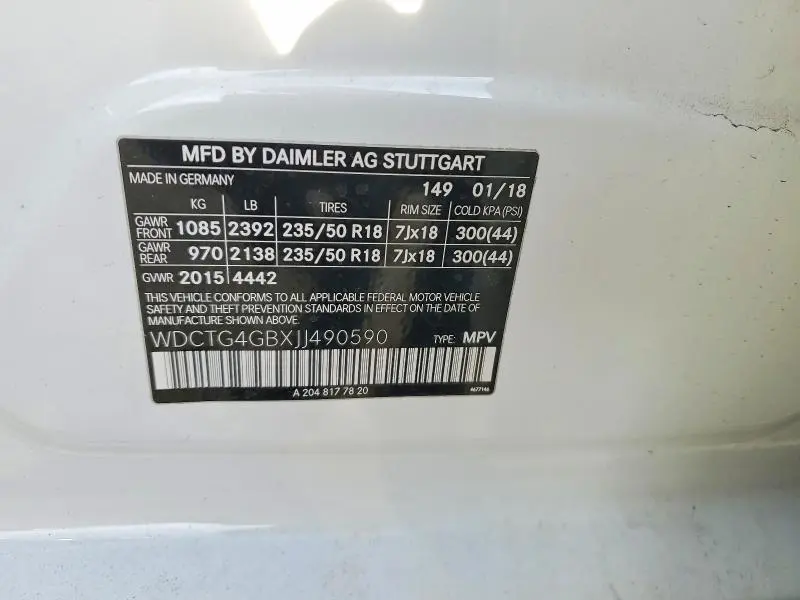 MFD BY DAIMLER AG STUTTGART
MADE IN GERMANY 149 01/18
KG LB TIRES RIM SIZE COLD KPA (PSI)
GAWR FRONT 1085 2392 235/50 R18 7Jx18 300(44)
GAWR REAR 970 2138 235/50 R18 7Jx18 300(44)
GVWR 2015 4442
THIS VEHICLE CONFORMS TO ALL APPLICABLE FEDERAL MOTOR VEHICLE
SAFETY AND THEFT PREVENTION STANDARDS IN EFFECT ON THE DATE OF
MANUFACTURE
WDCTG4GBXJJ490590 TYPE: MPV
A 204 817 78 20 4677146